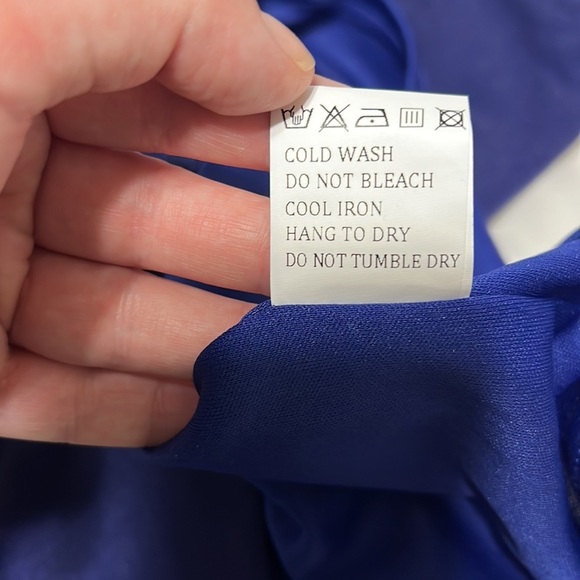 COLD WASH
DO NOT BLEACH
COOL IRON
HANG TO DRY
DO NOT TUMBLE DRY